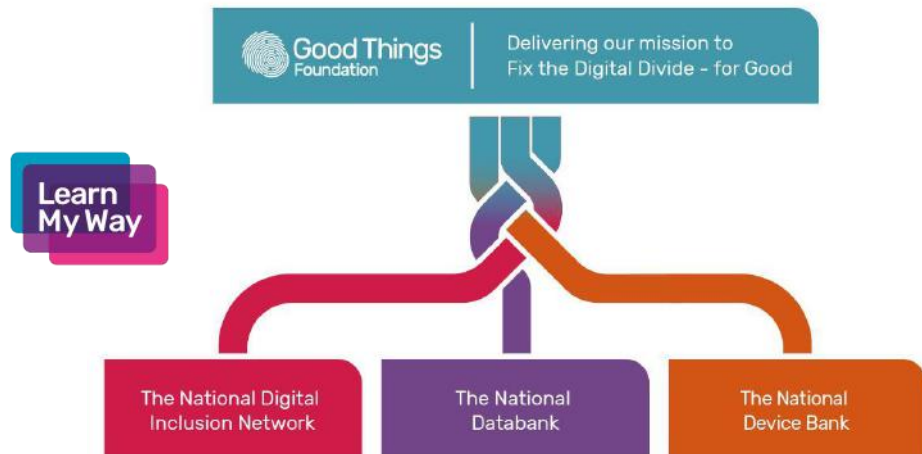 Good Things
Foundation
Delivering our mission to
Fix the Digital Divide - for Good
Learn
My Way
The National Digital
Inclusion Network
The National
Databank
The National
Device Bank